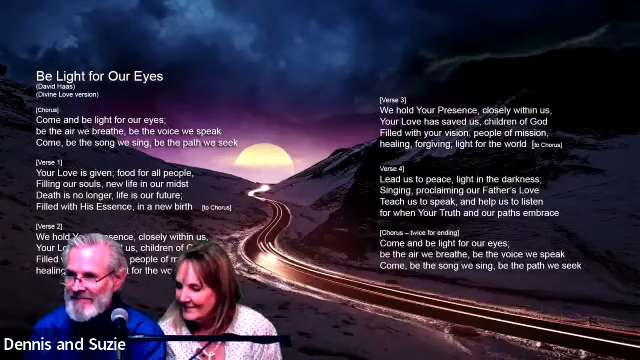 Be Light for Our Eyes
(David Haas)
(Divine Love version)
[Chorus]
Come and be light for our eyes;
be the air we breathe, be the voice we speak
Come, be the song we sing, be the path we seek
[Verse 1]
Your Love is given; food for all people,
Filling our souls, new life in our midst
Death is no longer, life is our future;
Filled with His Essence, in a new birth [to Chorus]
[Verse 2]
We hold Your Presence, closely within us,
Your us, children of
Filled people of
healing t for the
[Verse 3]
We hold Your Presence, closely within us,
Your Love has saved us, children of God
Filled with your vision, people of mission,
healing, forgiving; light for the world [to Chorus]
Verse 4]
Lead us to peace, light in the darkness;
Singing, proclaiming our Father's Love
Teach us to speak, and help us to listen
for when Your Truth and our paths embrace
[Chorus -- twice for ending]
Come and be light for our eyes;
be the air we breathe, be the voice we speak
Come, be the song we sing, be the path we seek
Dennis and Suzie